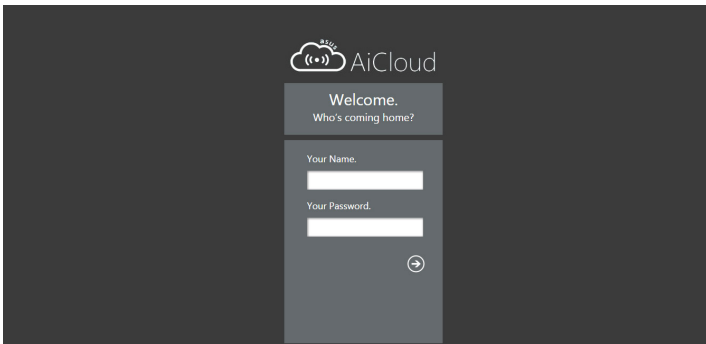 asus
AiCloud
Welcome.
Who's coming home?
Your Name.
Your Password.